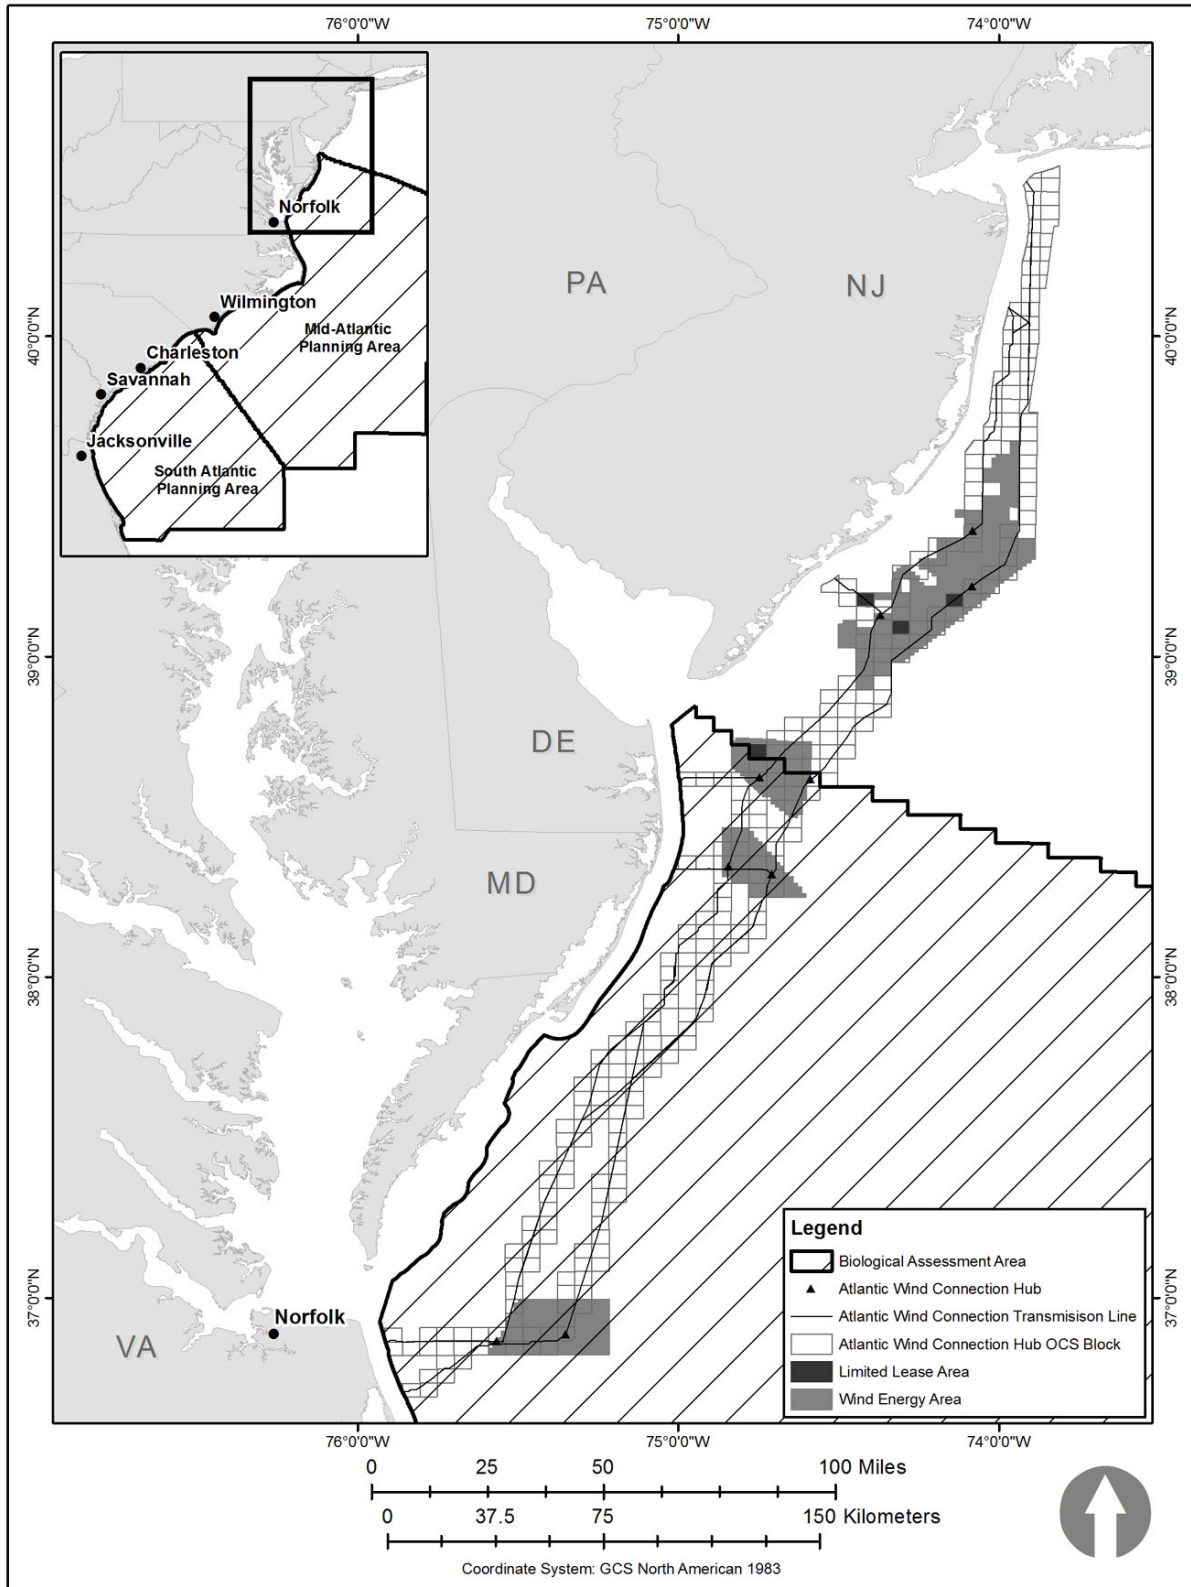 76°0'0"W
75°0'0"W
74°0'0"W
Norfolk
Wilmington
Mid-Atlantic
Planning Area
Charleston
Savannah
Jacksonville
South Atlantic
Planning Area
PA
NJ
DE
MD
VA
Norfolk
40°0'0"N
40°0'0"N
39°0'0"N
39°0'0"N
38°0'0"N
38°0'0"N
37°0'0"N
37°0'0"N
Legend
Biological Assessment Area
Atlantic Wind Connection Hub
Atlantic Wind Connection Transmisison Line
Atlantic Wind Connection Hub OCS Block
Limited Lease Area
Wind Energy Area
76°0'0"W
75°0'0"W
74°0'0"W
0 25 50 100 Miles
0 37.5 75 150 Kilometers
Coordinate System: GCS North American 1983